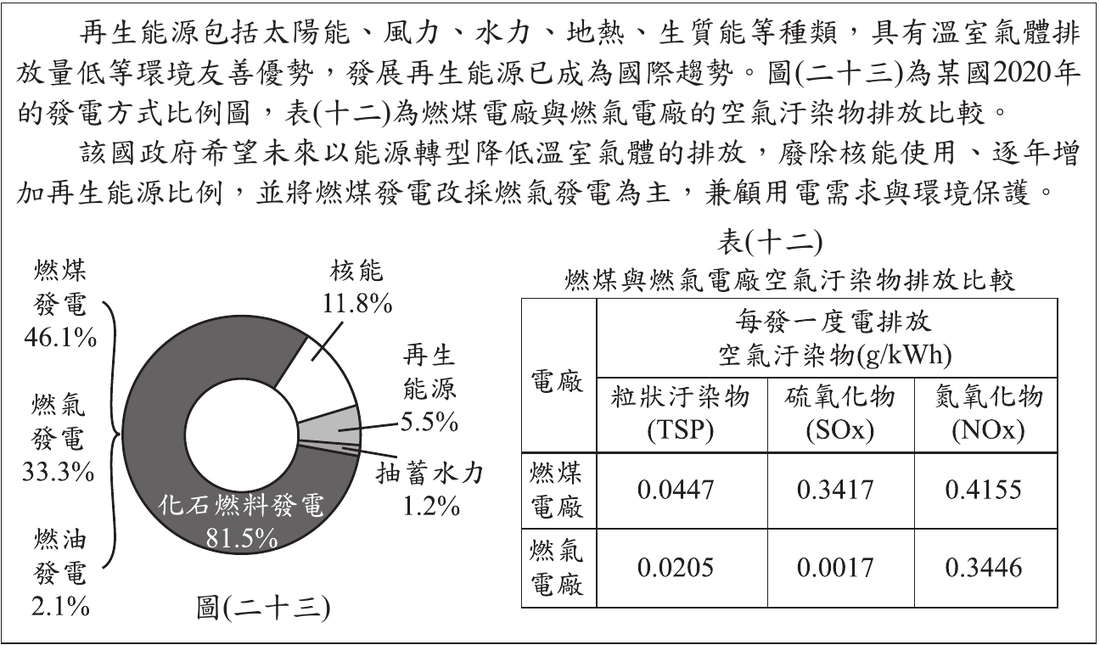 再生能源包括太陽能、風力、水力、地熱、生質能等種類，具有溫室氣體排
放量低等環境友善優勢，發展再生能源已成為國際趨勢。圖(二十三)為某國2020年
的發電方式比例圖，表(十二)為燃煤電廠與燃氣電廠的空氣汙染物排放比較。
該國政府希望未來以能源轉型降低溫室氣體的排放，廢除核能使用、逐年增
加再生能源比例，並將燃煤發電改採燃氣發電為主，兼顧用電需求與環境保護。
燃煤
發電
46.1%
燃氣
發電
33.3%
燃油
發電
2.1%
核能
11.8%
再生
能源
5.5%
抽蓄水力
1.2%
化石燃料發電
81.5%
圖(二十三)
表(十二)
燃煤與燃氣電廠空氣汙染物排放比較
電廠
每發一度電排放
空氣汙染物(g/kWh)
粒狀汙染物
(TSP)
硫氧化物
(SOx)
氮氧化物
(NOx)
燃煤
電廠
0.0447
0.3417
0.4155
燃氣
電廠
0.0205
0.0017
0.3446